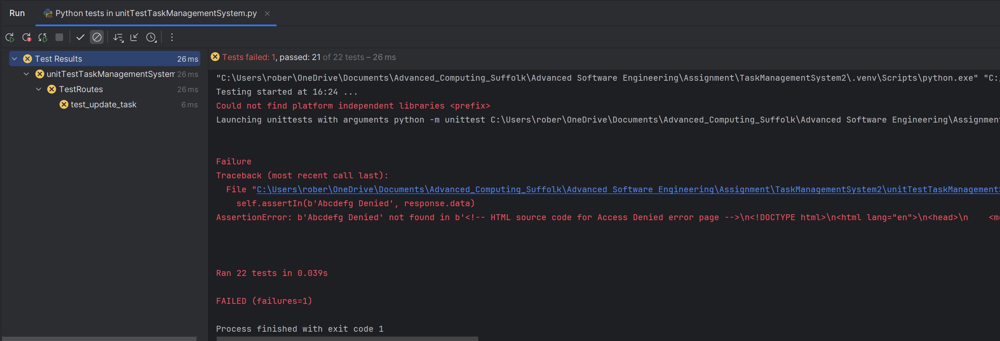 Run
Python tests in unitTestTaskManagementSystem.py
Test Results 26 ms
unitTestTaskManagementSystem 26 ms
TestRoutes 26 ms
test_update_task 6 ms
Tests failed: 1, passed: 21 of 22 tests – 26 ms
"C:\Users\rober\OneDrive\Documents\Advanced_Computing_Suffolk\Advanced Software Engineering\Assignment\TaskManagementSystem2\.venv\Scripts\python.exe" "C:
Testing started at 16:24 ...
Could not find platform independent libraries <prefix>
Launching unittests with arguments python -m unittest C:\Users\rober\OneDrive\Documents\Advanced_Computing_Suffolk\Advanced Software Engineering\Assignment
Failure
Traceback (most recent call last):
File "C:\Users\rober\OneDrive\Documents\Advanced_Computing_Suffolk\Advanced Software Engineering\Assignment\TaskManagementSystem2\unitTestTaskManagementS
self.assertIn(b'Abcdefg Denied', response.data)
AssertionError: b'Abcdefg Denied' not found in b'<!-- HTML source code for Access Denied error page -->\n<!DOCTYPE html>\n<html lang="en">\n<head>\n    <me
Ran 22 tests in 0.039s
FAILED (failures=1)
Process finished with exit code 1